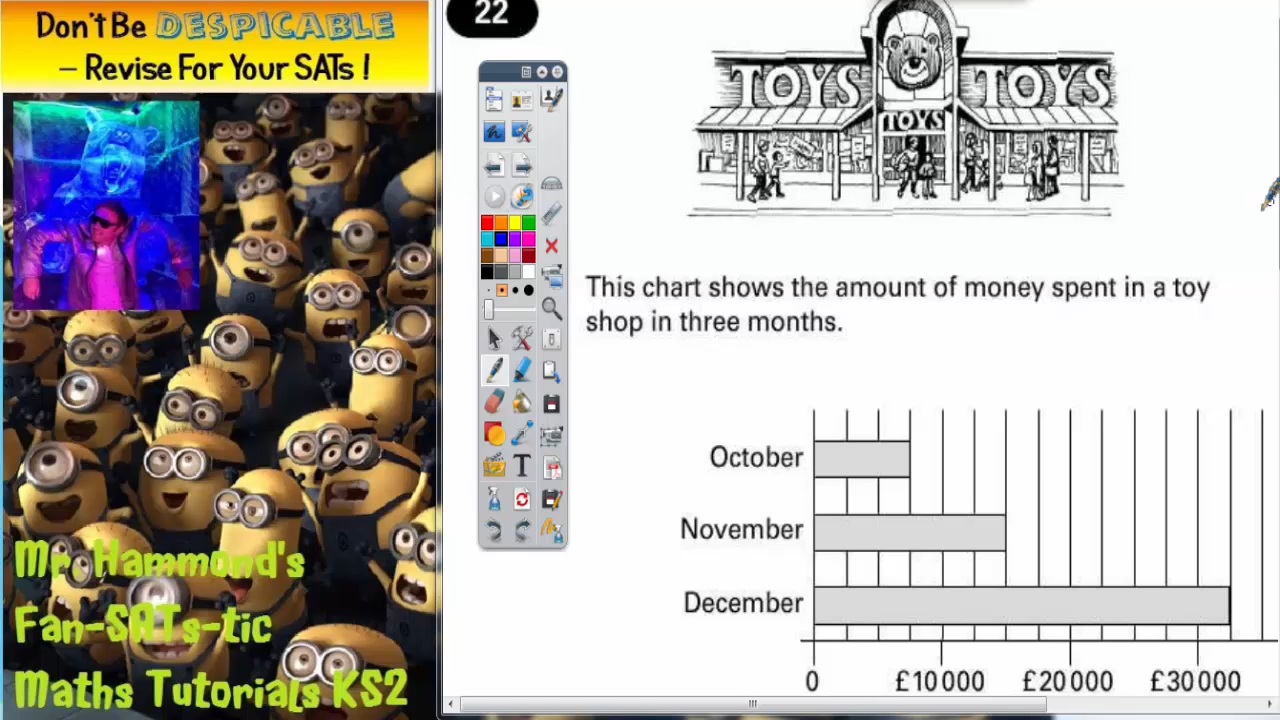 Don't Be DESPICABLE
– Revise For Your SATs !
Mr. Hammond's
Fan-SATs-tic
Maths Tutorials KS2
22
TOYS TOYS
TOYS
This chart shows the amount of money spent in a toy
shop in three months.
October
November
December
0 £10 000 £20 000 £30 000